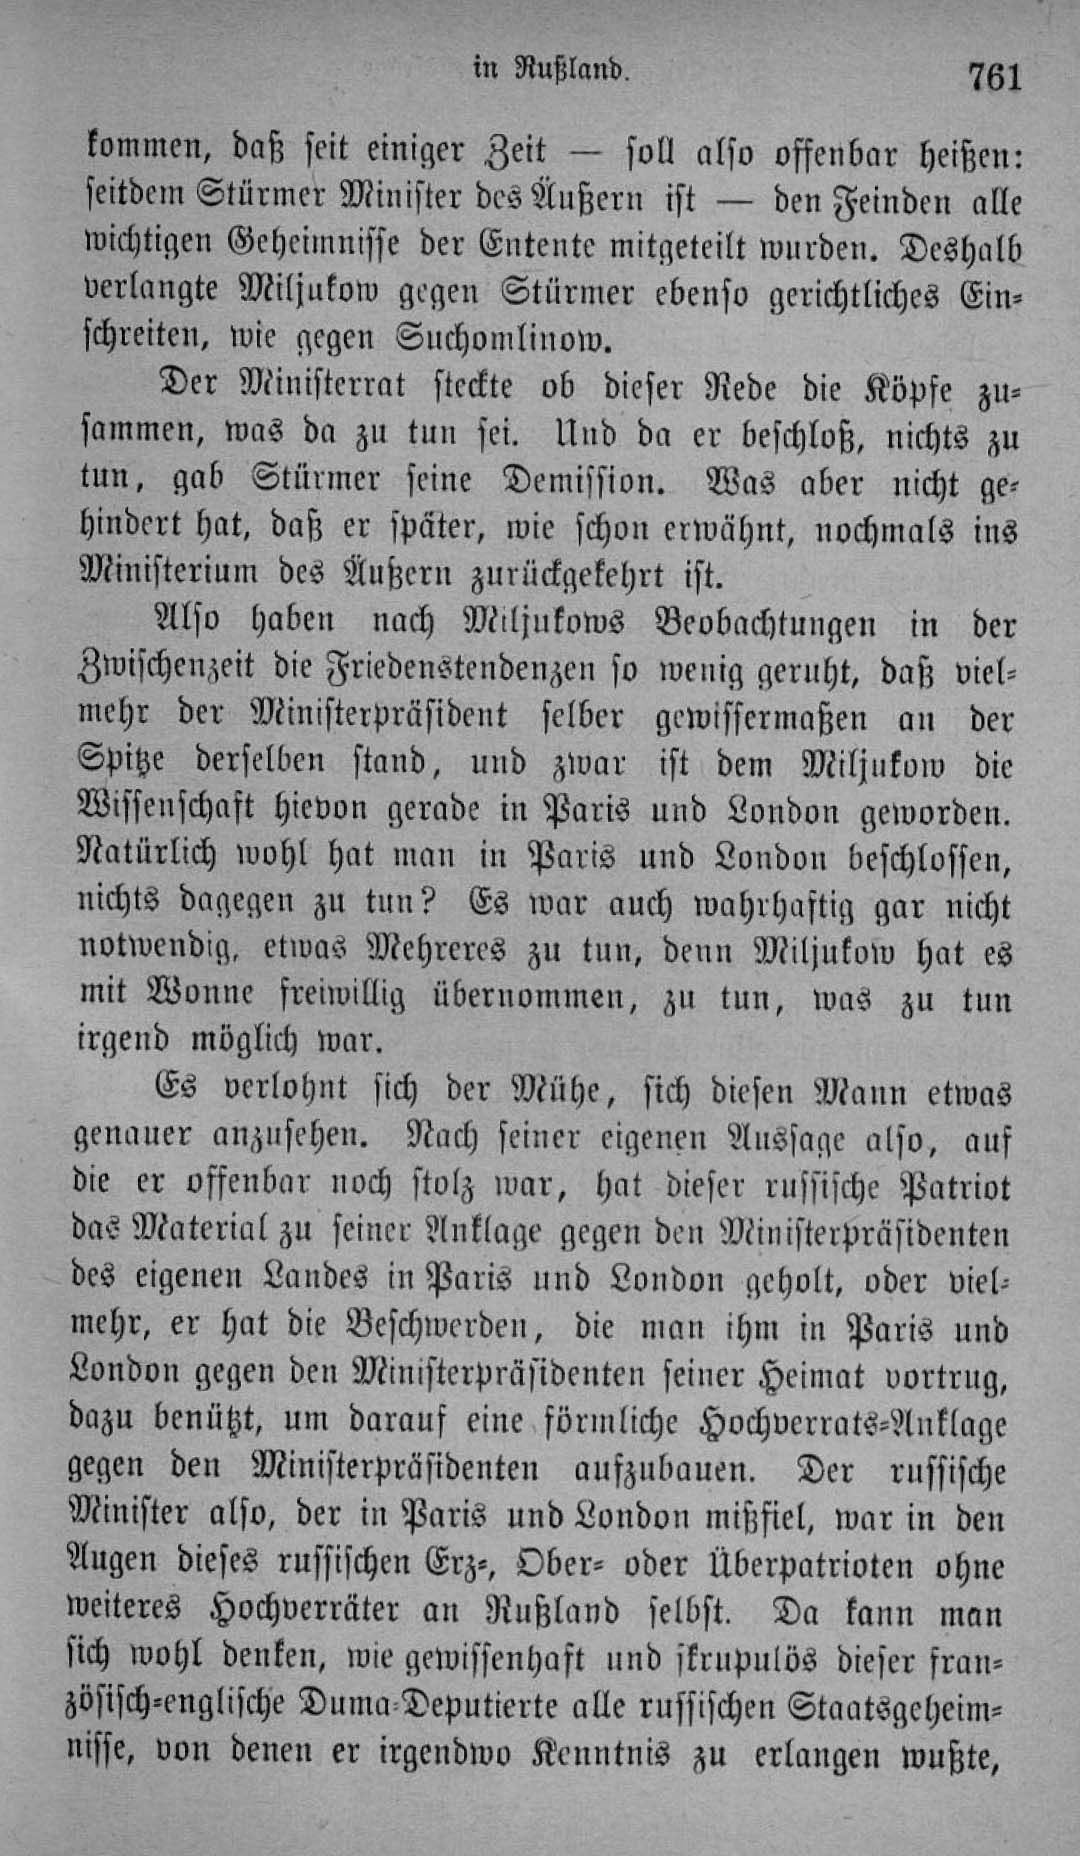 in Rußland.
761
kommen, daß seit einiger Zeit — soll also offenbar heißen:
seitdem Stürmer Minister des Äußern ist — den Feinden alle
wichtigen Geheimnisse der Entente mitgeteilt wurden. Deshalb
verlangte Miljukow gegen Stürmer ebenso gerichtliches Ein-
schreiten, wie gegen Suchomlinow.
Der Ministerrat steckte ob dieser Rede die Köpfe zu-
sammen, was da zu tun sei. Und da er beschloß, nichts zu
tun, gab Stürmer seine Demission. Was aber nicht ge-
hindert hat, daß er später, wie schon erwähnt, nochmals ins
Ministerium des Äußern zurückgekehrt ist.
Also haben nach Miljukows Beobachtungen in der
Zwischenzeit die Friedenstendenzen so wenig geruht, daß viel-
mehr der Ministerpräsident selber gewissermaßen an der
Spitze derselben stand, und zwar ist dem Miljukow die
Wissenschaft hievon gerade in Paris und London geworden.
Natürlich wohl hat man in Paris und London beschlossen,
nichts dagegen zu tun? Es war auch wahrhaftig gar nicht
notwendig, etwas Mehreres zu tun, denn Miljukow hat es
mit Wonne freiwillig übernommen, zu tun, was zu tun
irgend möglich war.
Es verlohnt sich der Mühe, sich diesen Mann etwas
genauer anzusehen. Nach seiner eigenen Aussage also, auf
die er offenbar noch stolz war, hat dieser russische Patriot
das Material zu seiner Anklage gegen den Ministerpräsidenten
des eigenen Landes in Paris und London geholt, oder viel-
mehr, er hat die Beschwerden, die man ihm in Paris und
London gegen den Ministerpräsidenten seiner Heimat vortrug,
dazu benützt, um darauf eine förmliche Hochverrats-Anklage
gegen den Ministerpräsidenten aufzubauen. Der russische
Minister also, der in Paris und London mißfiel, war in den
Augen dieses russischen Erz-, Ober- oder Überpatrioten ohne
weiteres Hochverräter an Rußland selbst. Da kann man
sich wohl denken, wie gewissenhaft und skrupulös dieser fran-
zösisch-englische Duma-Deputierte alle russischen Staatsgeheim-
nisse, von denen er irgendwo Kenntnis zu erlangen wußte,